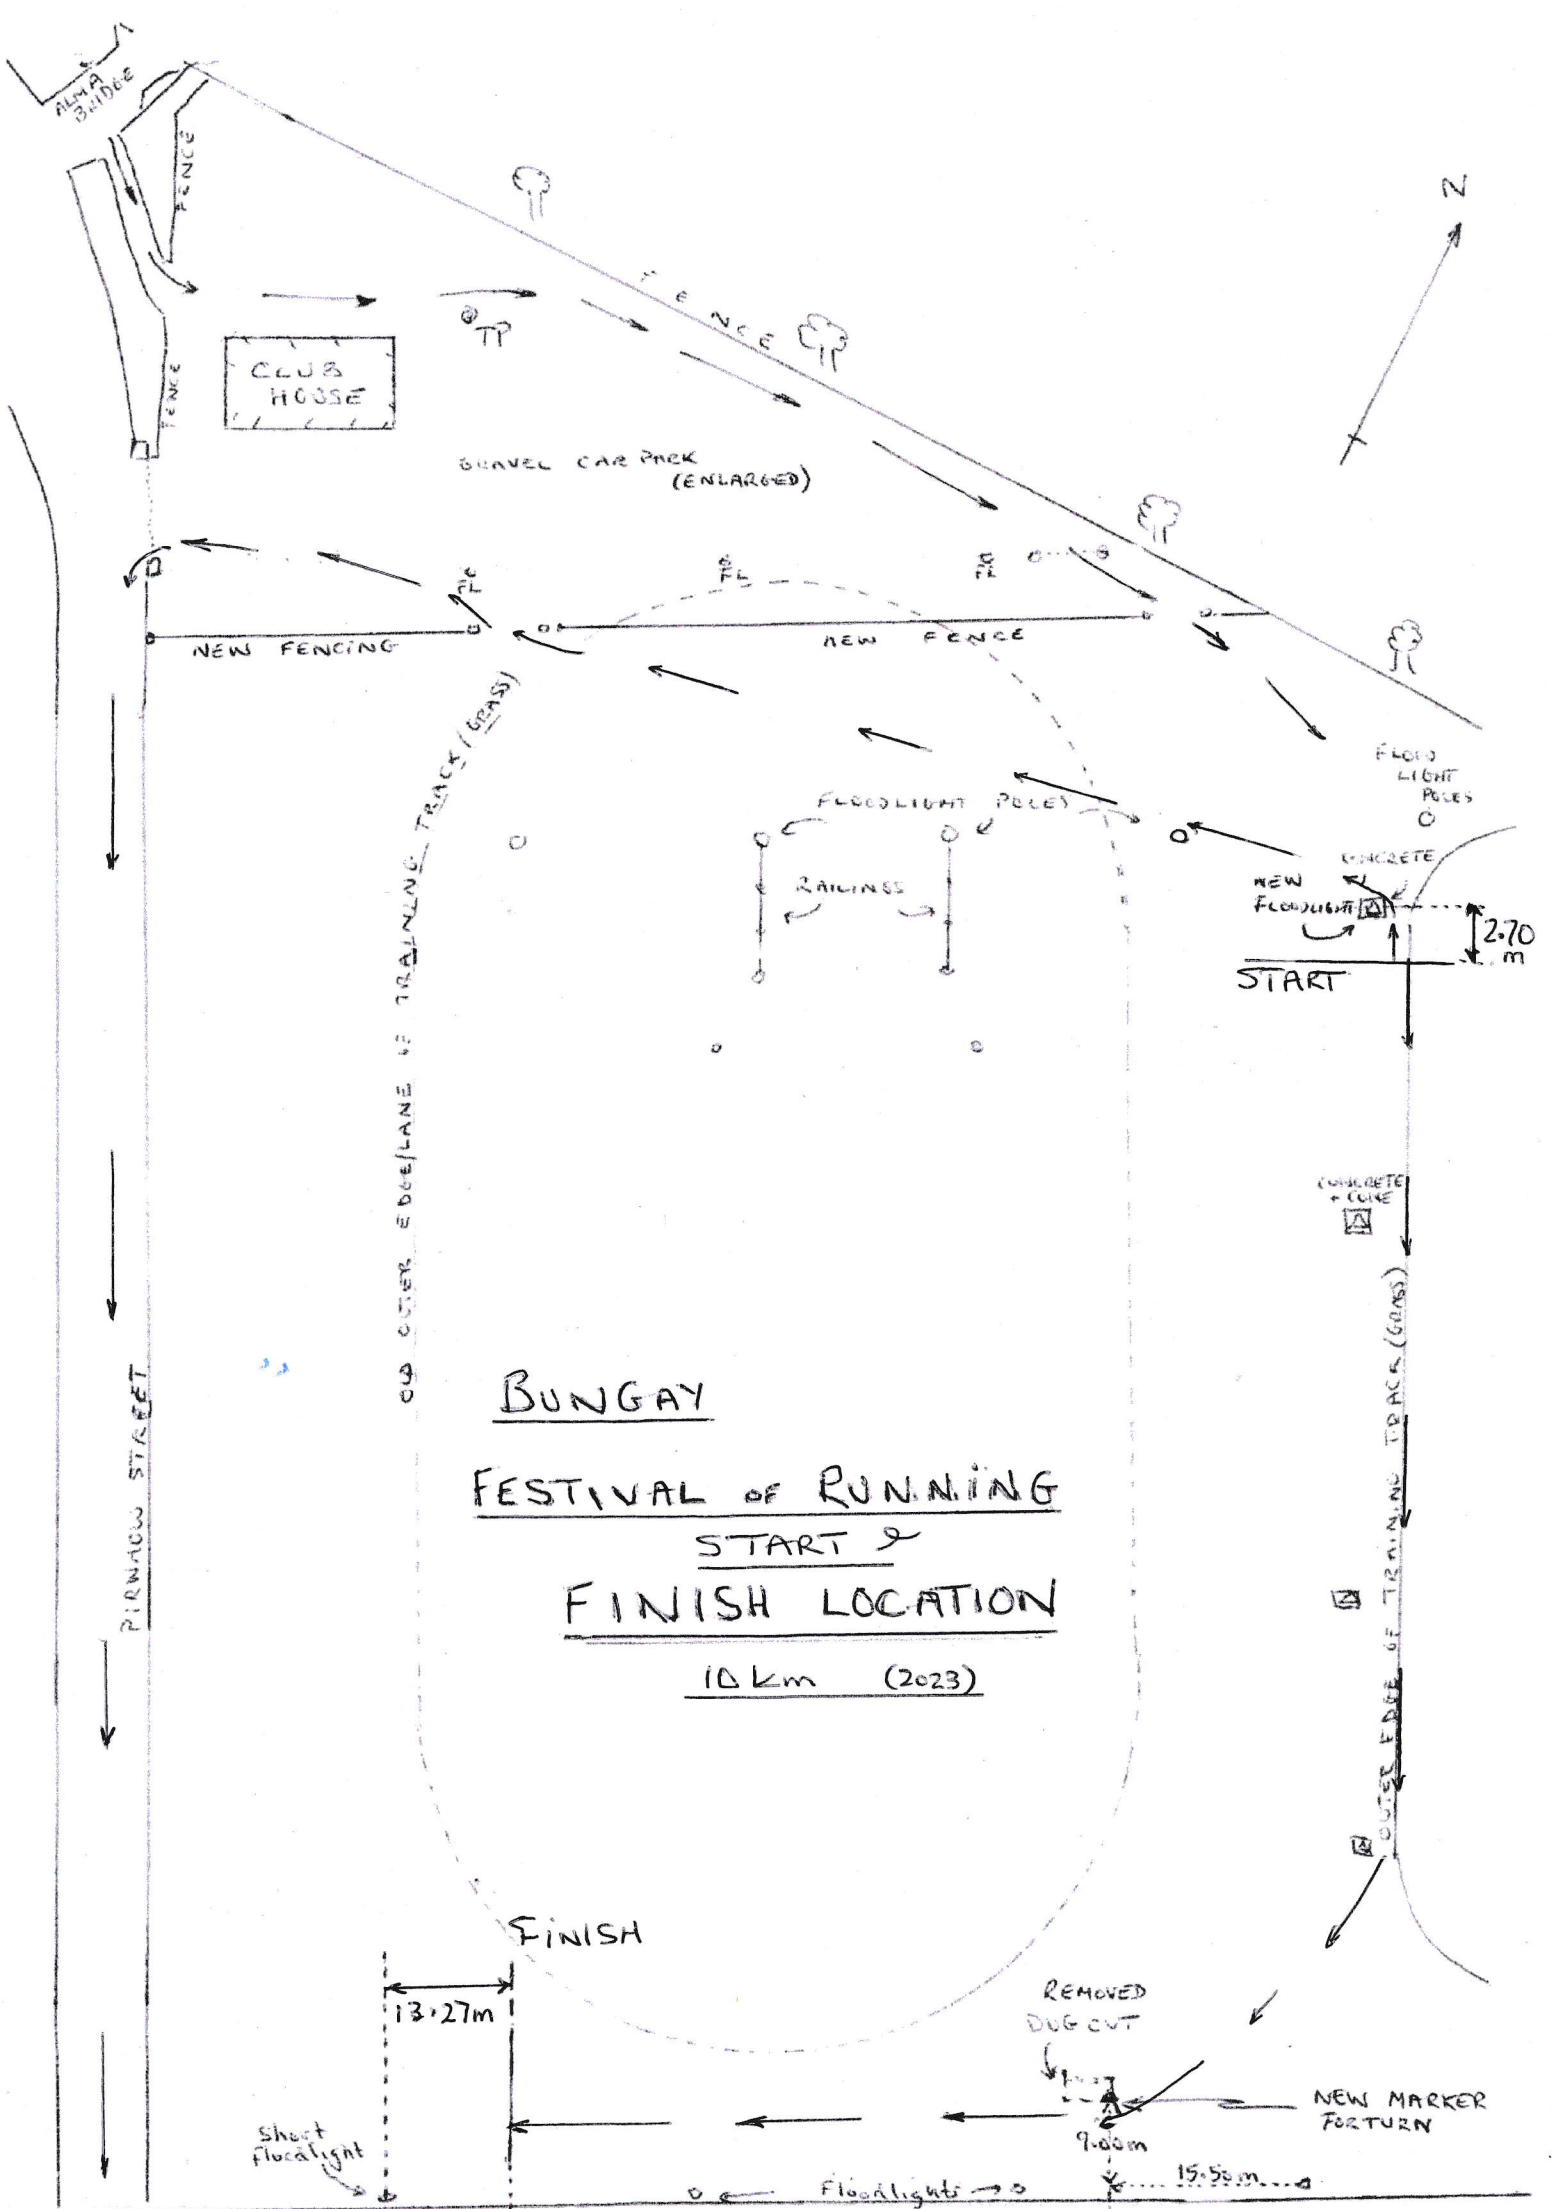 ALMA
BRIDGE
N
FENCE
FENCE
TP
FENCE
CLUB
HOUSE
GRAVEL CAR PARK
(ENLARGED)
FL
FL
FL
NEW FENCING
NEW FENCE
OUTER EDGE/LANE OF TRAINING TRACK (GRASS)
FLOOD
LIGHT
POLES
FLOODLIGHT POLES
CONCRETE
NEW
FLOODLIGHT
RAILINGS
2.70
m
START
CONCRETE
+ CONE
OUTER EDGE OF TRAINING TRACK (GRASS)
PIRNHOW STREET
BUNGAY
FESTIVAL OF RUNNING
START &
FINISH LOCATION
10 km (2023)
FINISH
13.27m
REMOVED
DUG OUT
NEW MARKER
FOR TURN
9.00m
15.50m
Short
floodlight
Floodlights